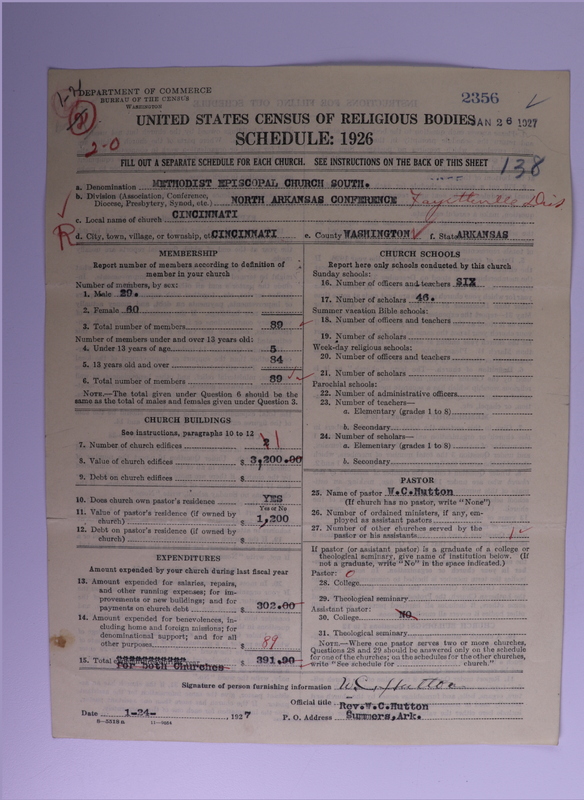 DEPARTMENT OF COMMERCE
BUREAU OF THE CENSUS
WASHINGTON
1-21
2-0
2356
JAN 26 1927
UNITED STATES CENSUS OF RELIGIOUS BODIES
SCHEDULE: 1926
138
FILL OUT A SEPARATE SCHEDULE FOR EACH CHURCH. SEE INSTRUCTIONS ON THE BACK OF THIS SHEET
a. Denomination METHODIST EPISCOPAL CHURCH SOUTH.
b. Division (Association, Conference, Diocese, Presbytery, Synod, etc.) NORTH ARKANSAS CONFERENCE Fayetteville Dis
c. Local name of church CINCINNATI
R d. City, town, village, or township, etc CINCINNATI e. County WASHINGTON f. State ARKANSAS
MEMBERSHIP
Report number of members according to definition of
member in your church
Number of members, by sex:
1. Male 29.
2. Female 60
3. Total number of members 89
Number of members under and over 13 years old:
4. Under 13 years of age 5
5. 13 years old and over 84
6. Total number of members 89
NOTE.—The total given under Question 6 should be
same as the total of males and females given under Question 3.
CHURCH BUILDINGS
See instructions, paragraphs 10 to 12
7. Number of church edifices 1
8. Value of church edifices $ 3,200.00
9. Debt on church edifices $
10. Does church own pastor's residence YES
Yes or No
11. Value of pastor's residence (if owned by
church) $ 1,200
12. Debt on pastor's residence (if owned by
church) $
EXPENDITURES
Amount expended by your church during last fiscal year
13. Amount expended for salaries, repairs,
and other running expenses; for im-
provements or new buildings; and for
payments on church debt $ 302.00
14. Amount expended for benevolences, in-
cluding home and foreign missions; for
denominational support; and for all
other purposes $ 89
15. Total for both Churches $ 391.90
CHURCH SCHOOLS
Report here only schools conducted by this church
Sunday schools:
16. Number of officers and teachers SIX
17. Number of scholars 46.
Summer vacation Bible schools:
18. Number of officers and teachers
19. Number of scholars
Week-day religious schools:
20. Number of officers and teachers
21. Number of scholars
Parochial schools:
22. Number of administrative officers
23. Number of teachers—
a. Elementary (grades 1 to 8)
b. Secondary
24. Number of scholars—
a. Elementary (grades 1 to 8)
b. Secondary
PASTOR
25. Name of pastor W.C.Hutton
(If church has no pastor, write "None")
26. Number of ordained ministers, if any, em-
ployed as assistant pastors
27. Number of other churches served by the
pastor or his assistants 1
If pastor (or assistant pastor) is a graduate of a college or
theological seminary, give name of institution below. (If
not a graduate, write "No" in the space indicated.)
Pastor: 0
28. College
29. Theological seminary
Assistant pastor:
30. College NO
31. Theological seminary
NOTE.—Where one pastor serves two or more churches,
Questions 28 and 29 should be answered only on the schedule
for one of the churches; on the schedules for the other churches,
write "See schedule for church."
Signature of person furnishing information W.C. Hutton
Official title Rev.W.C.Hutton
Date 1-24-, 1927 P. O. Address Summers,Ark.